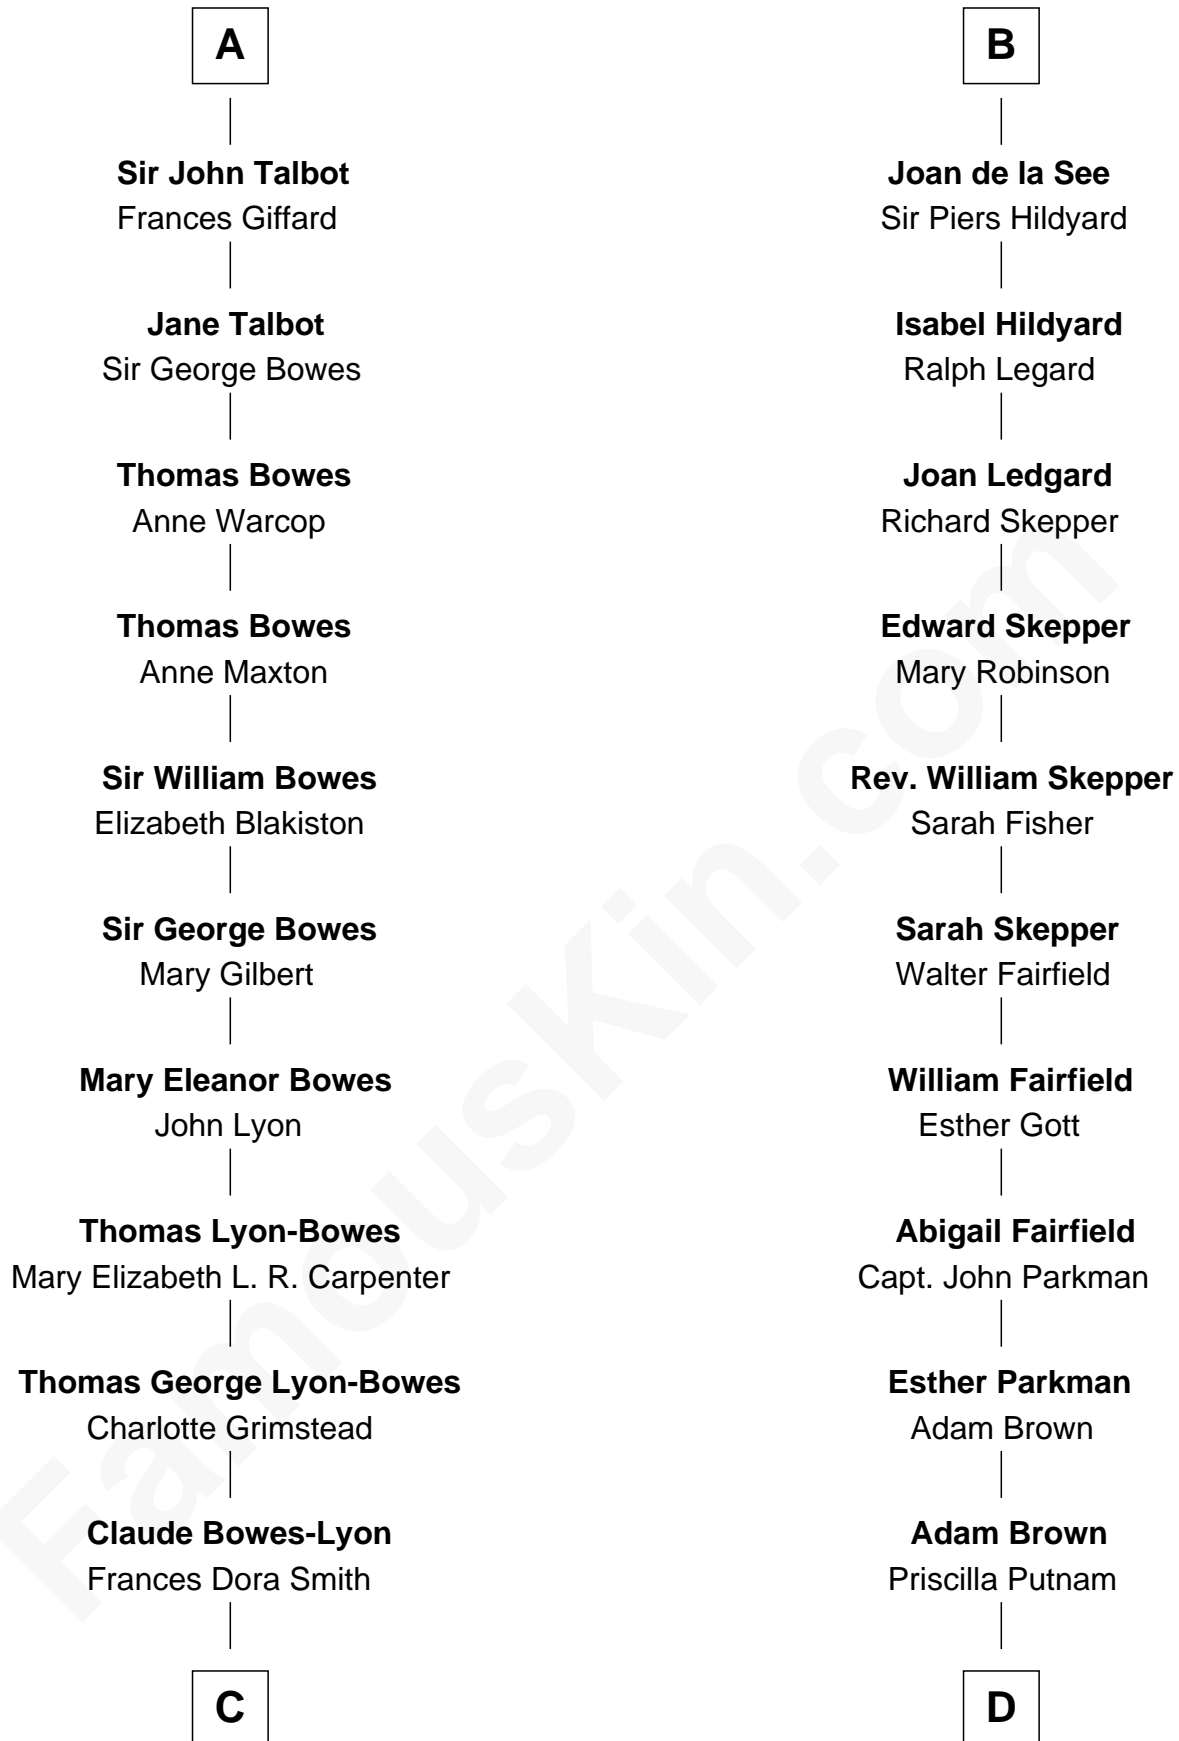 A
Sir John Talbot
Frances Giffard
Jane Talbot
Sir George Bowes
Thomas Bowes
Anne Warcop
Thomas Bowes
Anne Maxton
Sir William Bowes
Elizabeth Blakiston
Sir George Bowes
Mary Gilbert
Mary Eleanor Bowes
John Lyon
Thomas Lyon-Bowes
Mary Elizabeth L. R. Carpenter
Thomas George Lyon-Bowes
Charlotte Grimstead
Claude Bowes-Lyon
Frances Dora Smith
C
B
Joan de la See
Sir Piers Hildyard
Isabel Hildyard
Ralph Legard
Joan Ledgard
Richard Skepper
Edward Skepper
Mary Robinson
Rev. William Skepper
Sarah Fisher
Sarah Skepper
Walter Fairfield
William Fairfield
Esther Gott
Abigail Fairfield
Capt. John Parkman
Esther Parkman
Adam Brown
Adam Brown
Priscilla Putnam
D
FamousKin.com